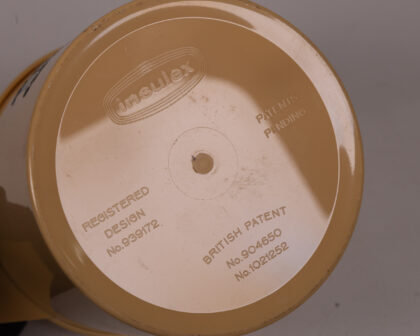 insulex
PATENTS
PENDING
REGISTERED
DESIGN
No.939172
BRITISH PATENT
No.904650
No.1021252